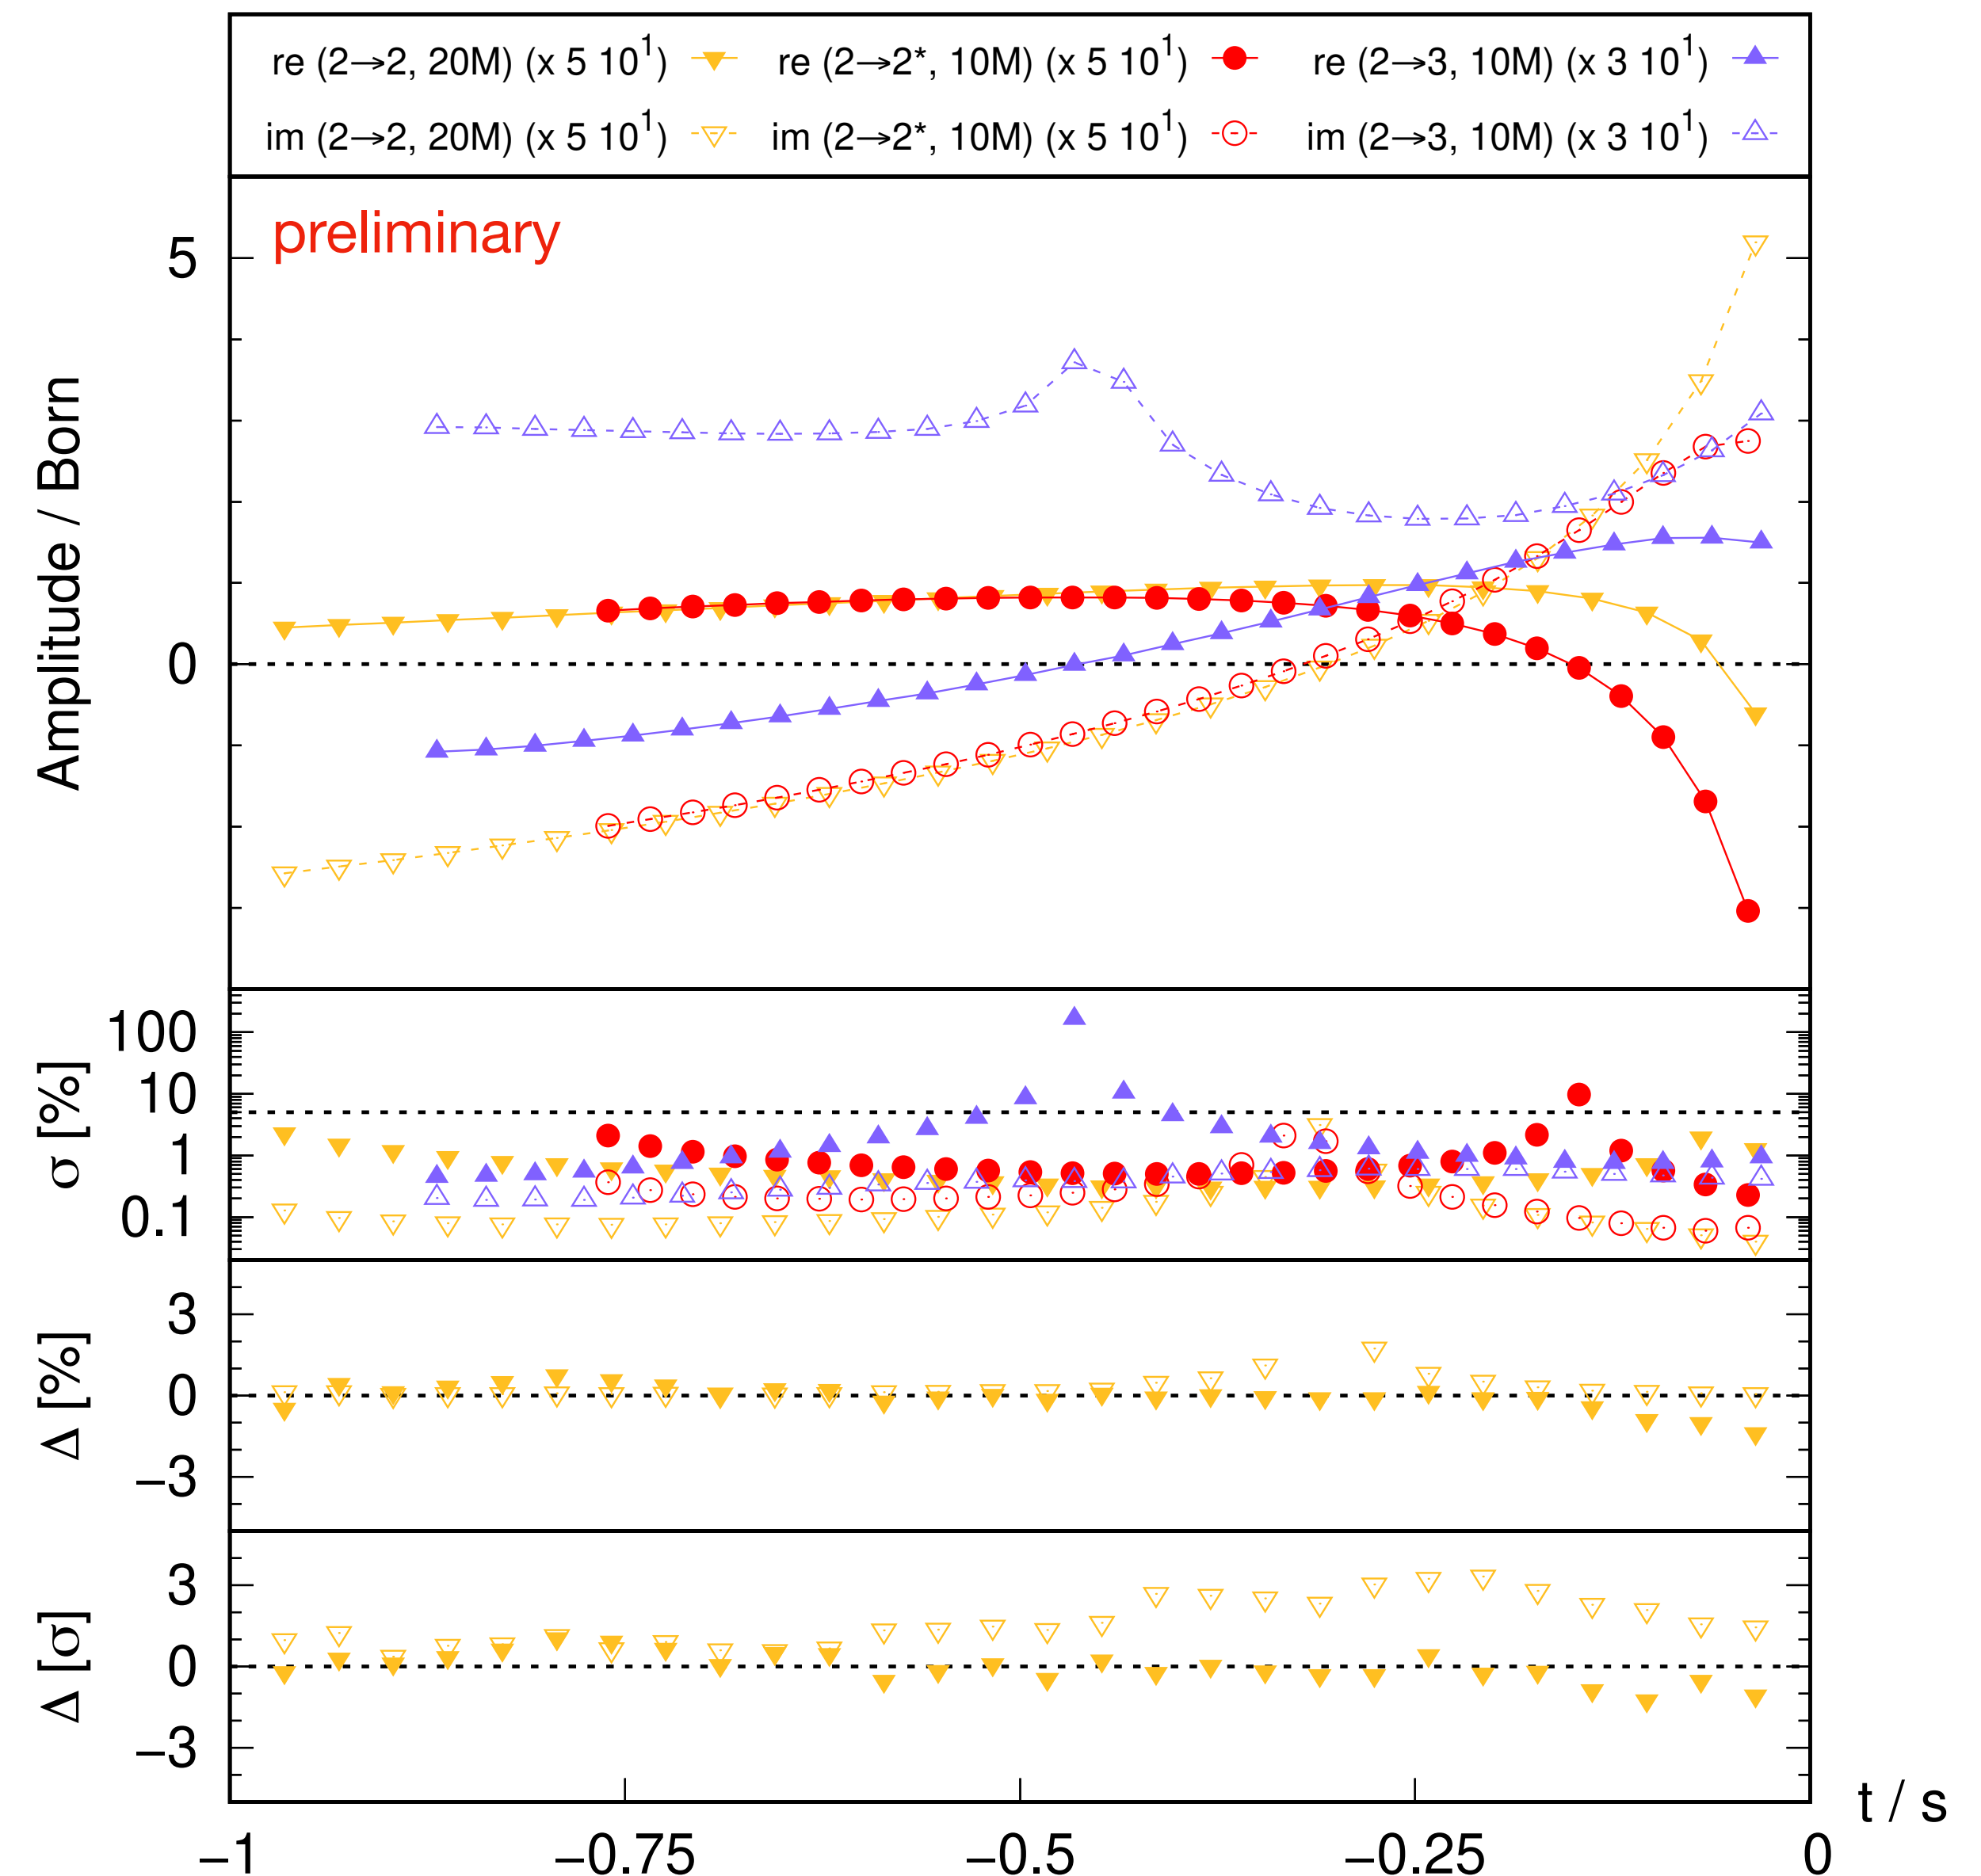 re (2→2, 20M) (x 5 10¹) re (2→2*, 10M) (x 5 10¹) re (2→3, 10M) (x 3 10¹)
im (2→2, 20M) (x 5 10¹) im (2→2*, 10M) (x 5 10¹) im (2→3, 10M) (x 3 10¹)
preliminary
5
0
Amplitude / Born
100
10
1
0.1
σ [%]
3
0
−3
Δ [%]
3
0
−3
Δ [σ]
−1 −0.75 −0.5 −0.25 0
t / s